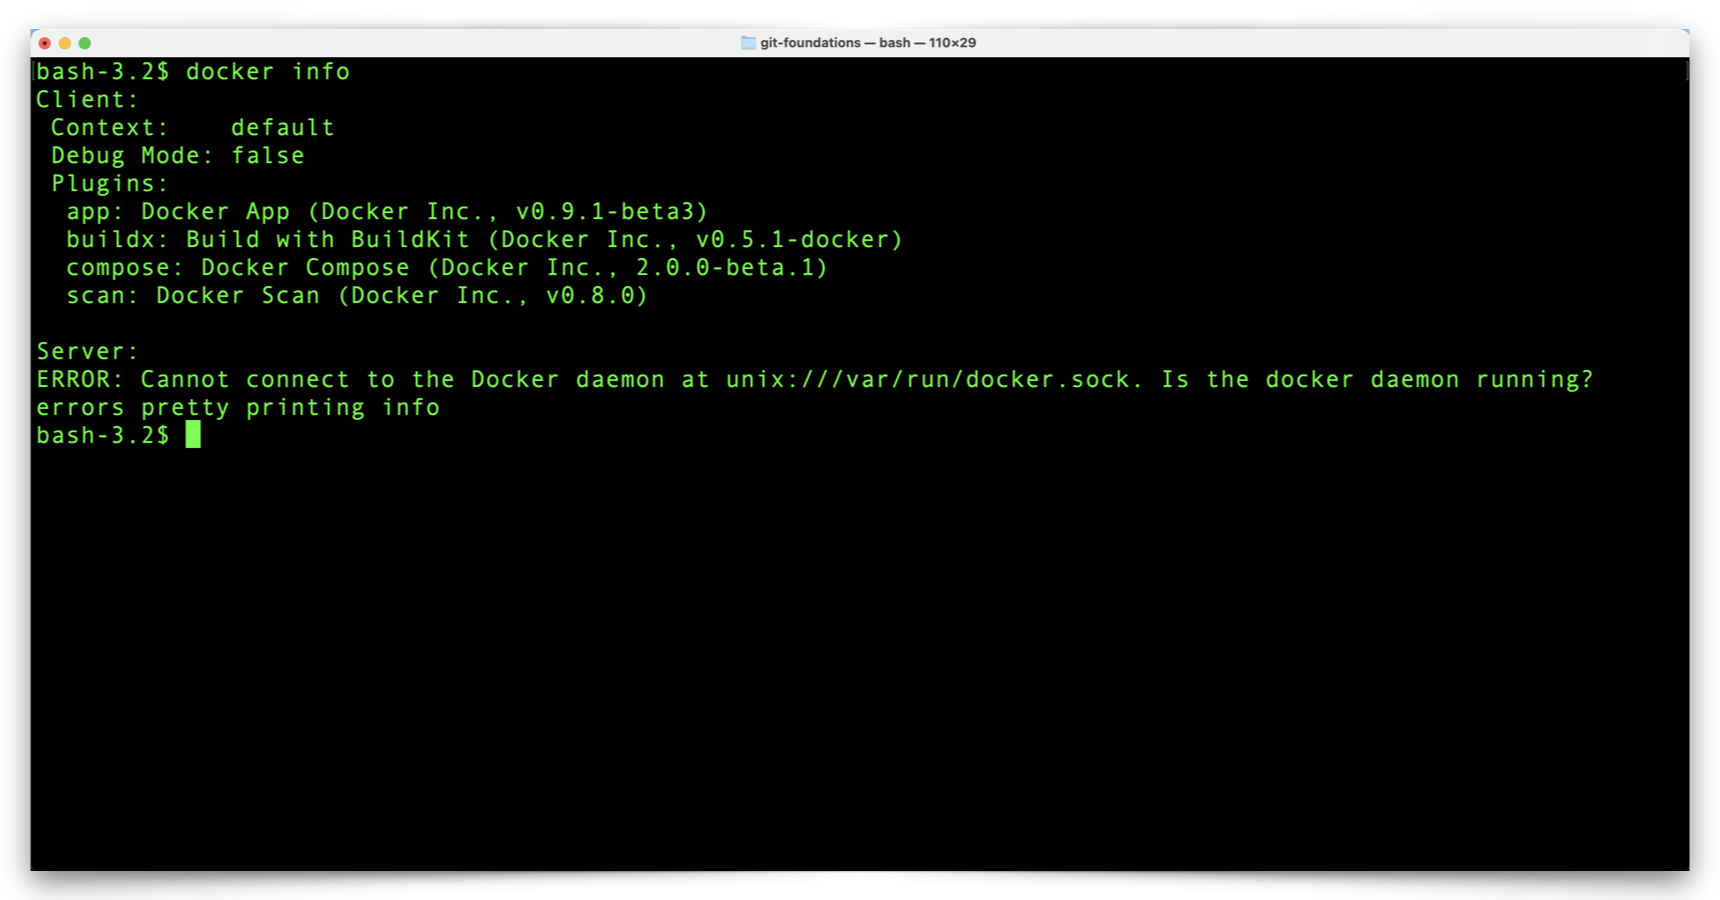 git-foundations — bash — 110×29
bash-3.2$ docker info
Client:
 Context:    default
 Debug Mode: false
 Plugins:
  app: Docker App (Docker Inc., v0.9.1-beta3)
  buildx: Build with BuildKit (Docker Inc., v0.5.1-docker)
  compose: Docker Compose (Docker Inc., 2.0.0-beta.1)
  scan: Docker Scan (Docker Inc., v0.8.0)

Server:
ERROR: Cannot connect to the Docker daemon at unix:///var/run/docker.sock. Is the docker daemon running?
errors pretty printing info
bash-3.2$